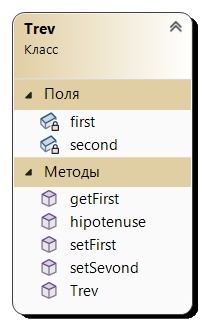 Trev
Класс
Поля
first
second
Методы
getFirst
hipotenuse
setFirst
setSevond
Trev